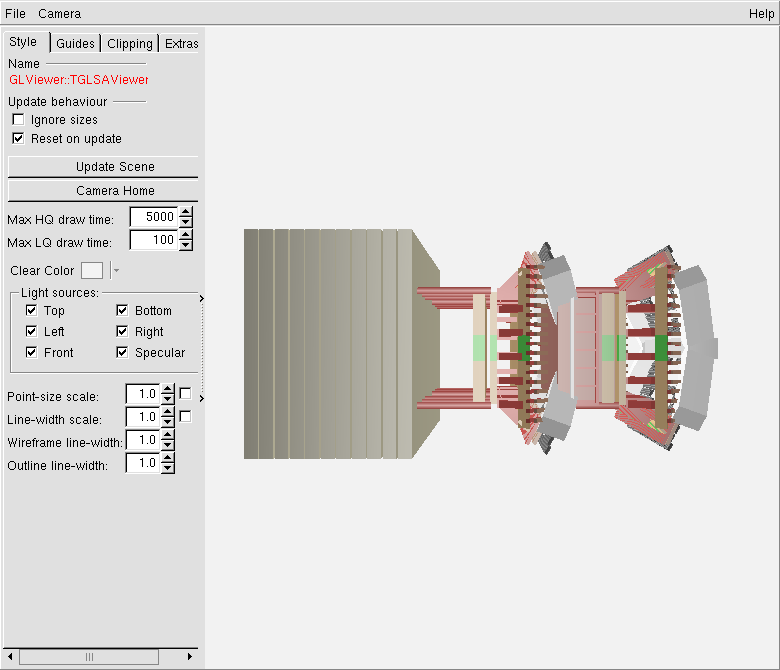 File Camera Help
Style Guides Clipping Extras
Name
GLViewer::TGLSAViewer
Update behaviour
Ignore sizes
Reset on update
Update Scene
Camera Home
Max HQ draw time: 5000
Max LQ draw time: 100
Clear Color
Light sources:
Top Bottom
Left Right
Front Specular
Point-size scale: 1.0
Line-width scale: 1.0
Wireframe line-width: 1.0
Outline line-width: 1.0